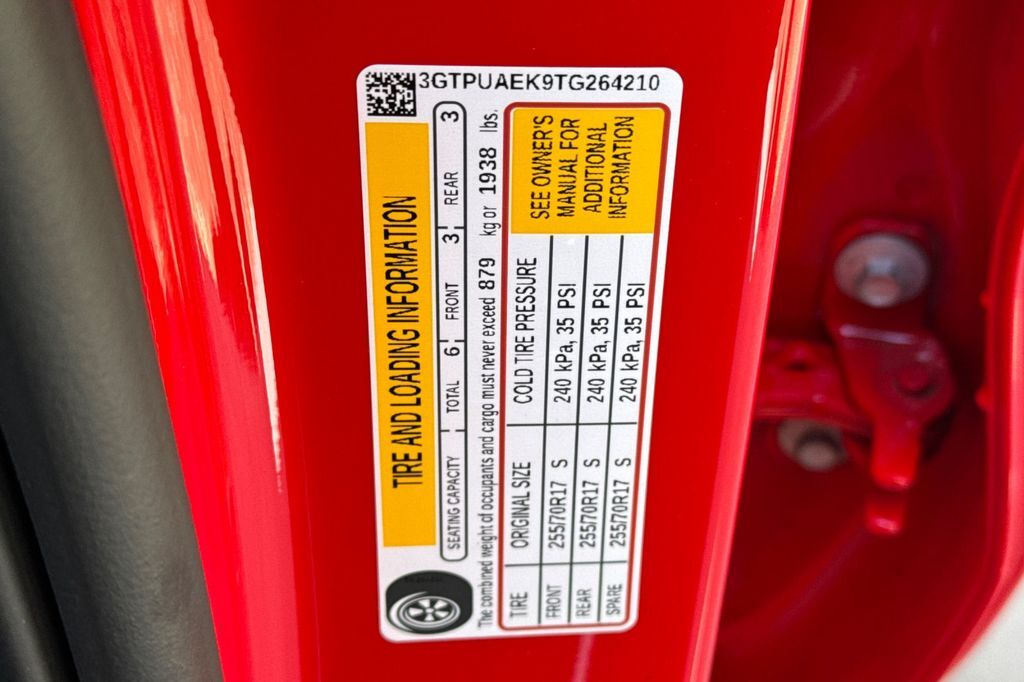 3GTPUAEK9TG264210
TIRE AND LOADING INFORMATION
SEATING CAPACITY TOTAL 6 FRONT 3 REAR 3
The combined weight of occupants and cargo must never exceed 879 kg or 1938 lbs.
TIRE ORIGINAL SIZE COLD TIRE PRESSURE
FRONT 255/70R17 S 240 kPa, 35 PSI
REAR 255/70R17 S 240 kPa, 35 PSI
SPARE 255/70R17 S 240 kPa, 35 PSI
SEE OWNER'S
MANUAL FOR
ADDITIONAL
INFORMATION